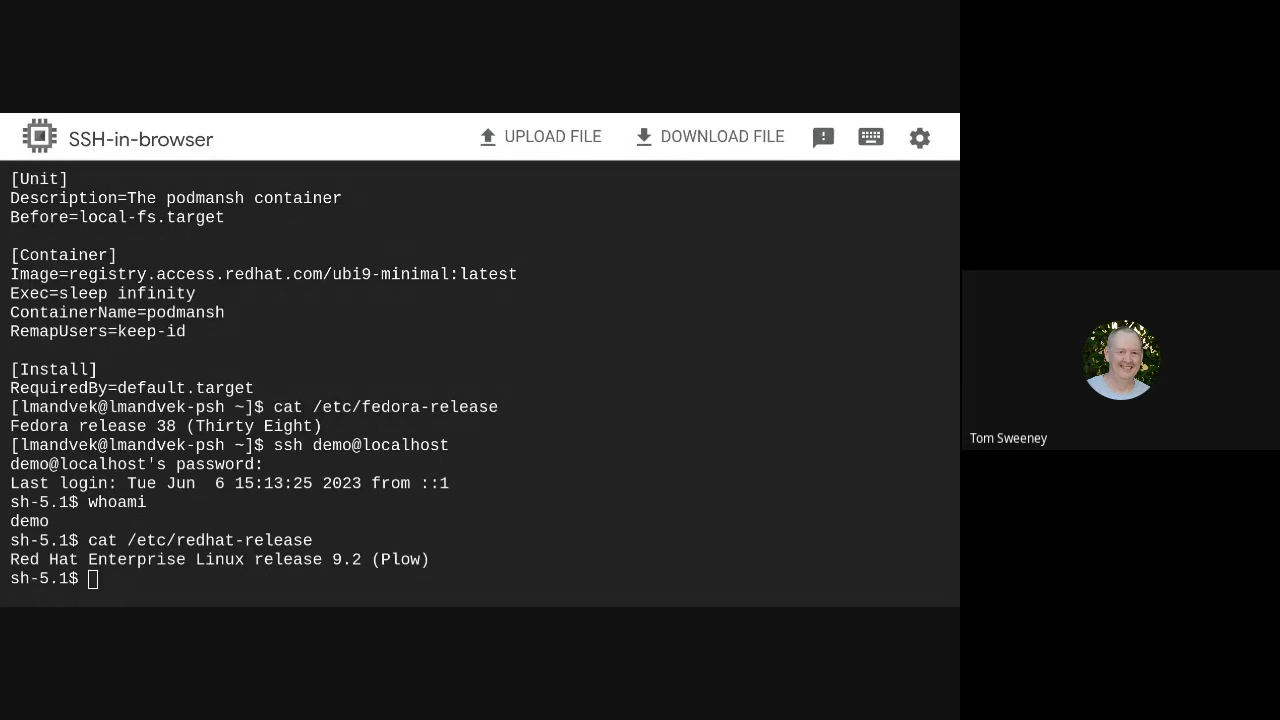 SSH-in-browser
UPLOAD FILE
DOWNLOAD FILE
[Unit]
Description=The podmansh container
Before=local-fs.target
[Container]
Image=registry.access.redhat.com/ubi9-minimal:latest
Exec=sleep infinity
ContainerName=podmansh
RemapUsers=keep-id
[Install]
RequiredBy=default.target
[lmandvek@lmandvek-psh ~]$ cat /etc/fedora-release
Fedora release 38 (Thirty Eight)
[lmandvek@lmandvek-psh ~]$ ssh demo@localhost
demo@localhost's password:
Last login: Tue Jun  6 15:13:25 2023 from ::1
sh-5.1$ whoami
demo
sh-5.1$ cat /etc/redhat-release
Red Hat Enterprise Linux release 9.2 (Plow)
sh-5.1$
Tom Sweeney